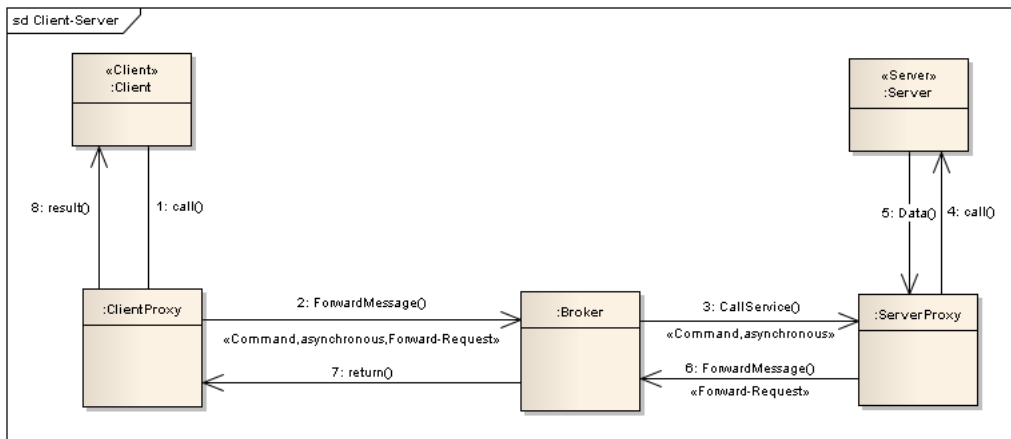 sd Client-Server
«Client»
:Client
«Server»
:Server
8: result()
1: call()
5: Data()
4: call()
:ClientProxy
2: ForwardMessage()
«Command,asynchronous,Forward-Request»
7: return()
:Broker
3: CallService()
«Command,asynchronous»
6: ForwardMessage()
«Forward-Request»
:ServerProxy